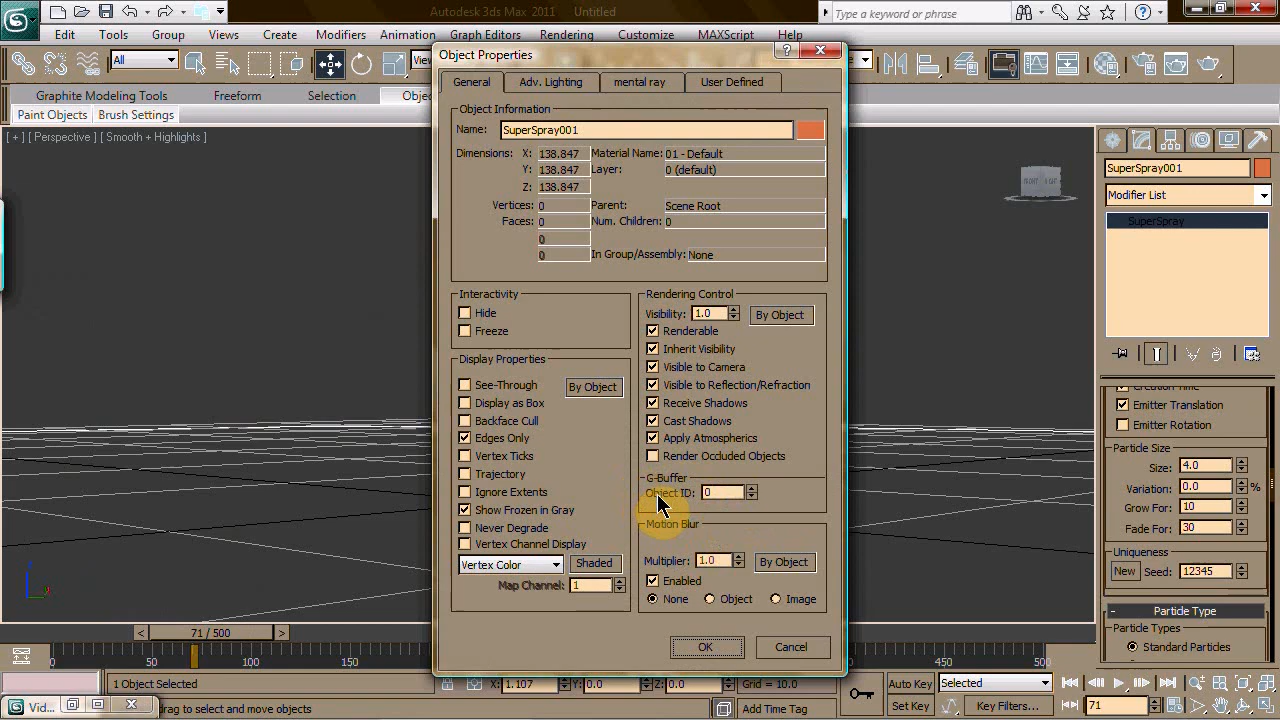 Autodesk 3ds Max 2011 Untitled
Type a keyword or phrase
Edit Tools Group Views Create Modifiers Animation Graph Editors Rendering Customize MAXScript Help
All
View
Graphite Modeling Tools Freeform Selection Objec
Paint Objects Brush Settings
[ + ] [ Perspective ] [ Smooth + Highlights ]
Object Properties
General Adv. Lighting mental ray User Defined
Object Information
Name: SuperSpray001
Dimensions: X: 138.847 Material Name: 01 - Default
Y: 138.847 Layer: 0 (default)
Z: 138.847
Vertices: 0 Parent: Scene Root
Faces: 0 Num. Children: 0
0
0 In Group/Assembly: None
Interactivity
Hide
Freeze
Display Properties
See-Through By Object
Display as Box
Backface Cull
Edges Only
Vertex Ticks
Trajectory
Ignore Extents
Show Frozen in Gray
Never Degrade
Vertex Channel Display
Vertex Color Shaded
Map Channel: 1
Rendering Control
Visibility: 1.0 By Object
Renderable
Inherit Visibility
Visible to Camera
Visible to Reflection/Refraction
Receive Shadows
Cast Shadows
Apply Atmospherics
Render Occluded Objects
G-Buffer
Object ID: 0
Motion Blur
Multiplier: 1.0 By Object
Enabled
None Object Image
OK Cancel
SuperSpray001
Modifier List
SuperSpray
Creation Time
Emitter Translation
Emitter Rotation
Particle Size
Size: 4.0
Variation: 0.0 %
Grow For: 10
Fade For: 30
Uniqueness
New Seed: 12345
- Particle Type
Particle Types
Standard Particles
< 71 / 500 >
0 50 100 150 450 500
1 Object Selected X: 1.107 Y: 0.0 Z: 0.0 Grid = 10.0 Auto Key Selected
Vid... drag to select and move objects Add Time Tag Set Key Key Filters... 71